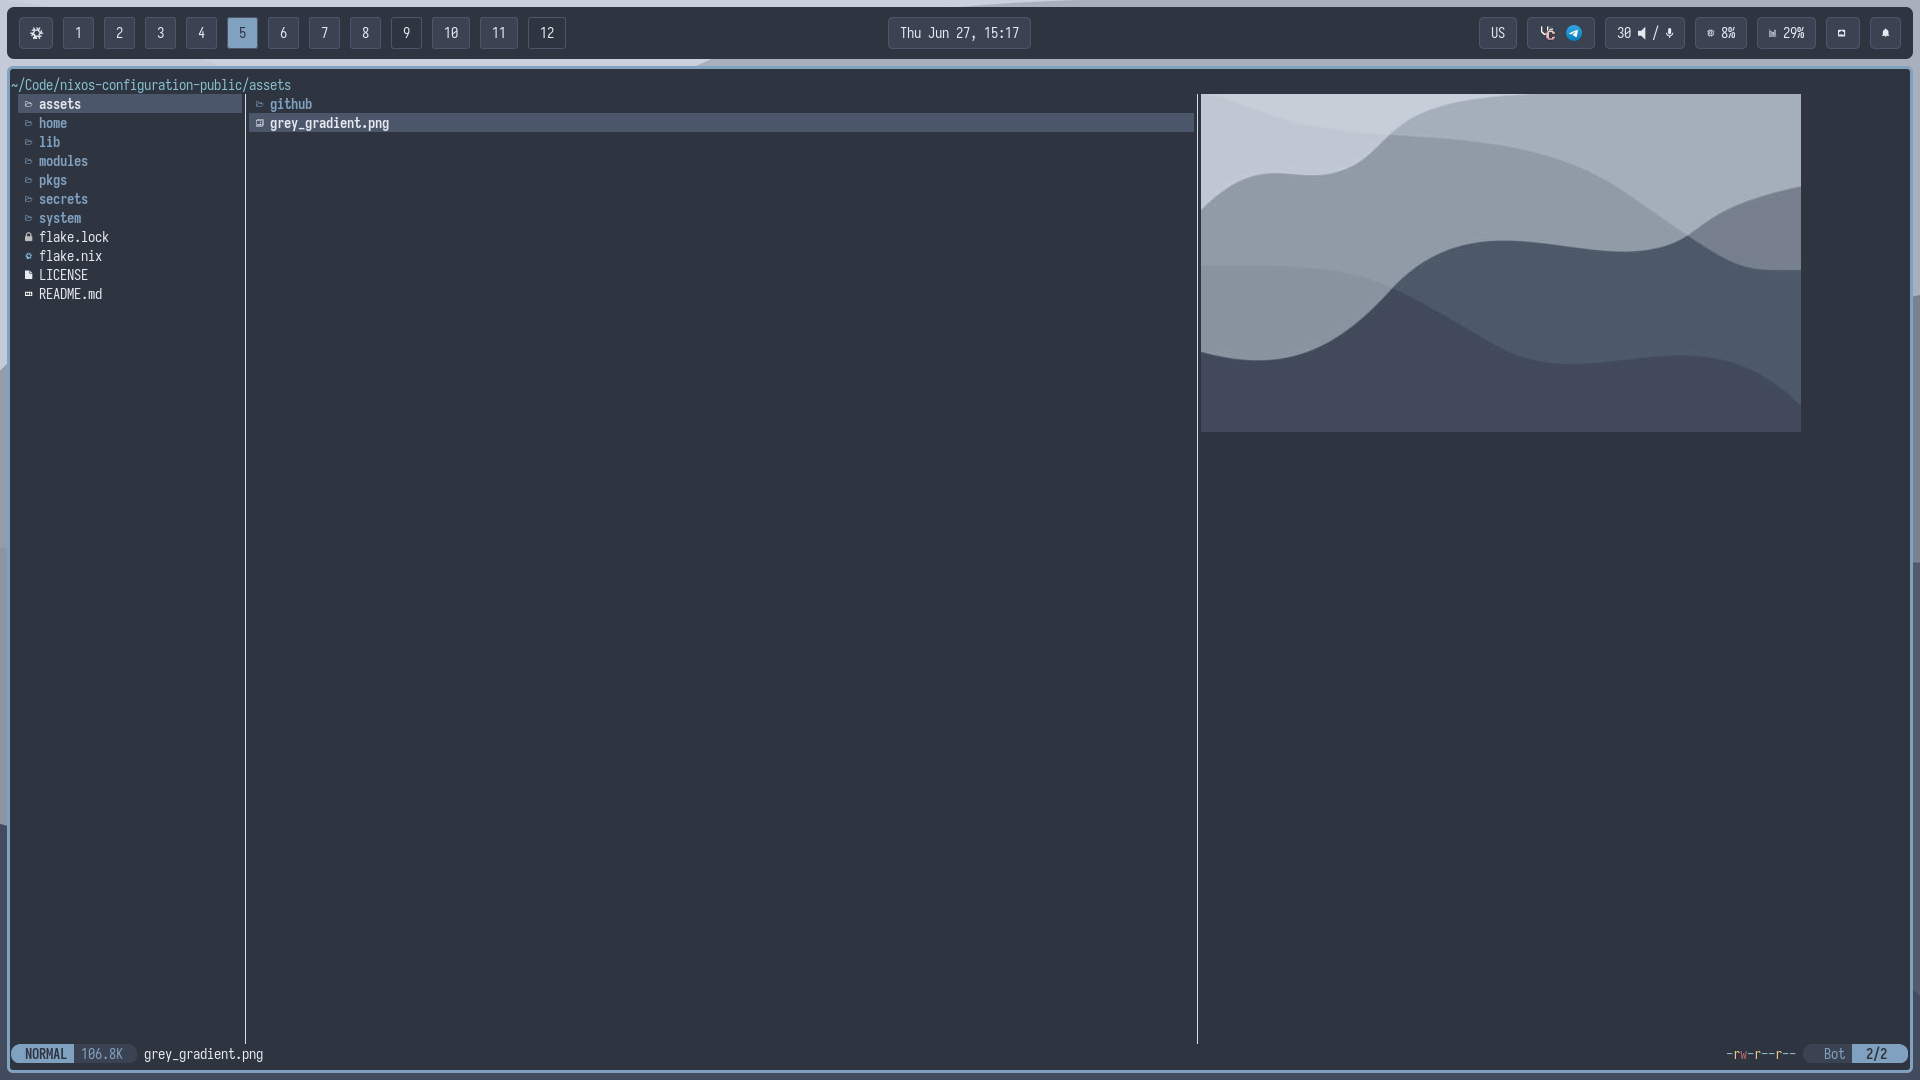 1 2 3 4 5 6 7 8 9 10 11 12 Thu Jun 27, 15:17 US 30 / 8% 29%
~/Code/nixos-configuration-public/assets
assets github
home grey_gradient.png
lib
modules
pkgs
secrets
system
flake.lock
flake.nix
LICENSE
README.md
NORMAL 106.8K grey_gradient.png -rw-r--r-- Bot 2/2